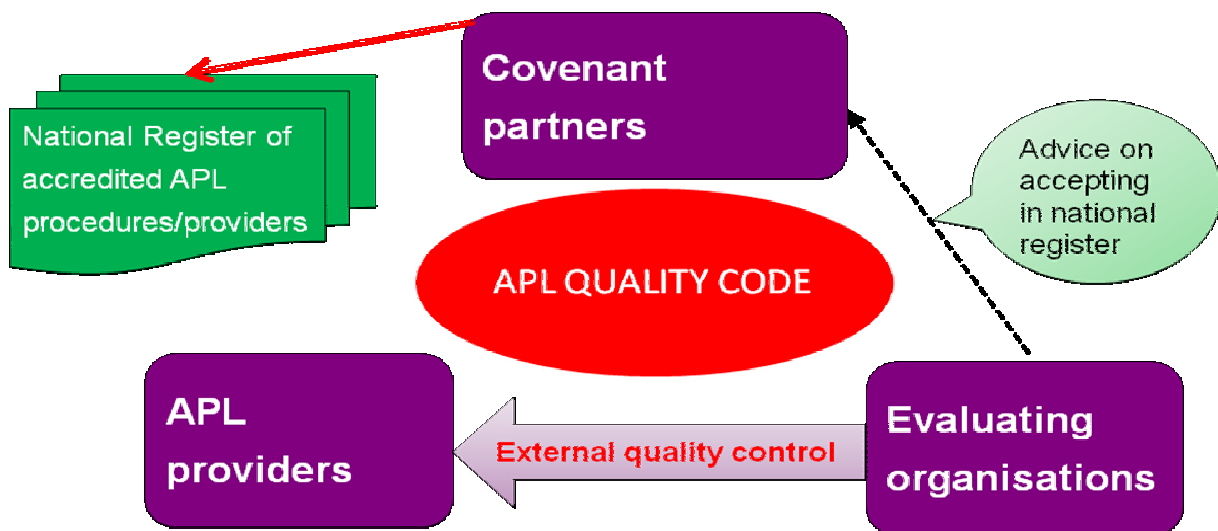 Covenant
partners
National Register of
accredited APL
procedures/providers
Advice on
accepting
in national
register
APL QUALITY CODE
APL
providers
External quality control
Evaluating
organisations